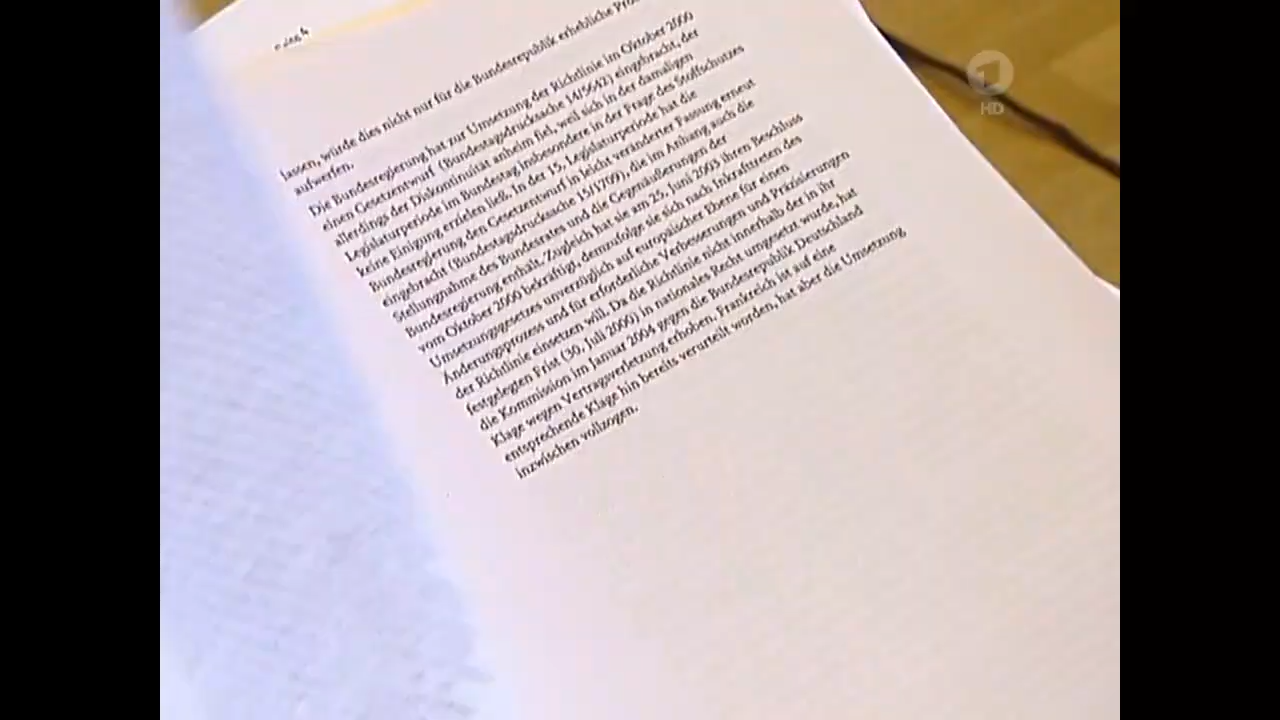 Seite 4
lassen, würde dies nicht nur für die Bundesrepublik erhebliche
aufwerfen.
Die Bundesregierung hat zur Umsetzung der Richtlinie im Oktober 2000
einen Gesetzentwurf (Bundestagsdrucksache 14/5642) eingebracht, der
allerdings der Diskontinuität anheim fiel, weil sich in der damaligen
Legislaturperiode im Bundestag insbesondere in der Frage des Stoffschutzes
keine Einigung erzielen ließ. In der 15. Legislaturperiode hat die
Bundesregierung den Gesetzentwurf in leicht veränderter Fassung erneut
eingebracht (Bundestagsdrucksache 15/1709), die im Anhang auch die
Stellungnahme des Bundesrates und die Gegenäußerungen der
Bundesregierung enthält. Zugleich hat sie am 25. Juni 2003 ihren Beschluss
vom Oktober 2000 bekräftigt, demzufolge sie sich nach Inkrafttreten des
Umsetzungsgesetzes unverzüglich auf europäischer Ebene für einen
Änderungsprozess und für erforderliche Verbesserungen und Präzisierungen
der Richtlinie einsetzen will. Da die Richtlinie nicht innerhalb der in ihr
festgelegten Frist (30. Juli 2000) in nationales Recht umgesetzt wurde, hat
die Kommission im Januar 2004 gegen die Bundesrepublik Deutschland
Klage wegen Vertragsverletzung erhoben. Frankreich ist auf eine
entsprechende Klage hin bereits verurteilt worden, hat aber die Umsetzung
inzwischen vollzogen.
1
HD